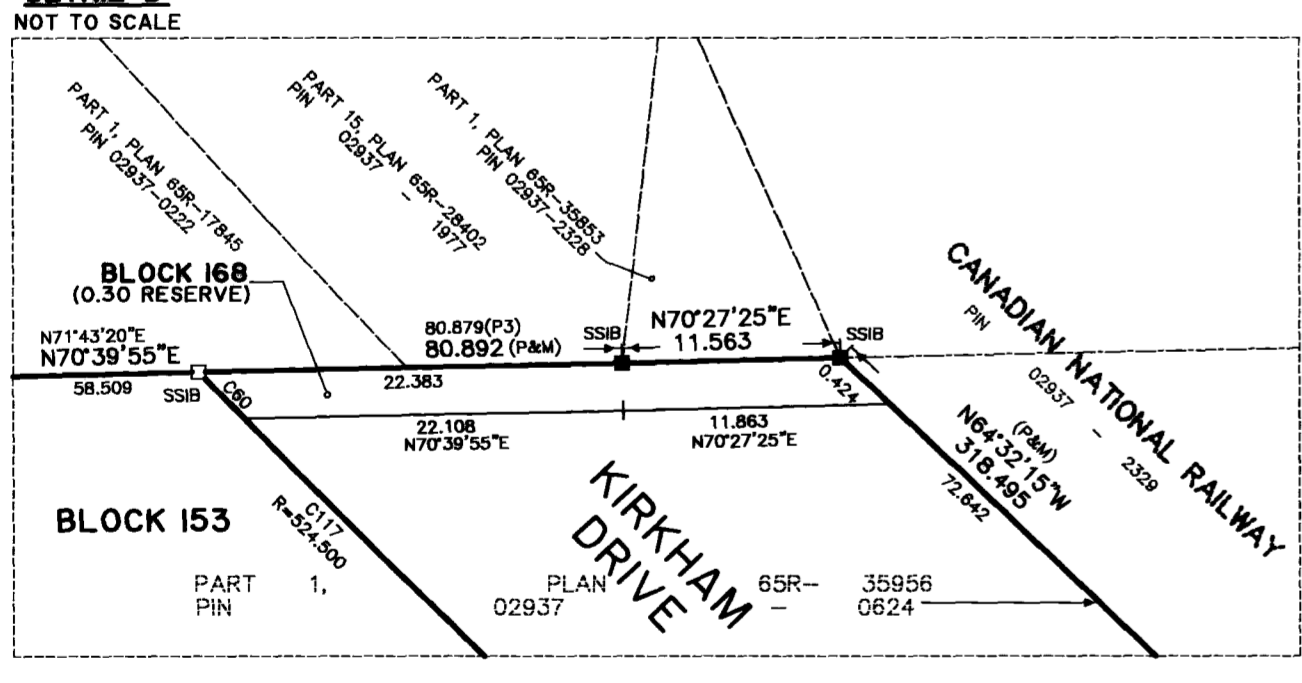 NOT TO SCALE
PART 1, PLAN 65R-17845
PIN 02937-0222
PART 15, PLAN 65R-28402
PIN 02937 - 1977
PART 1, PLAN 65R-35853
PIN 02937-2328
BLOCK 168
(0.30 RESERVE)
N71°43'20"E
N70°39'55"E
58.509
SSIB
80.879(P3)
80.892 (P&M)
22.383
SSIB
N70°27'25"E
11.563
SSIB
0.424
C60
22.108
N70°39'55"E
11.863
N70°27'25"E
CANADIAN NATIONAL RAILWAY
PIN 02937 - 2329
(P&M)
N64°32'15"W
318.495
72.642
C117
R=524.500
BLOCK 153
KIRKHAM
DRIVE
PART 1, PLAN 65R- 35956
PIN 02937 - 0624